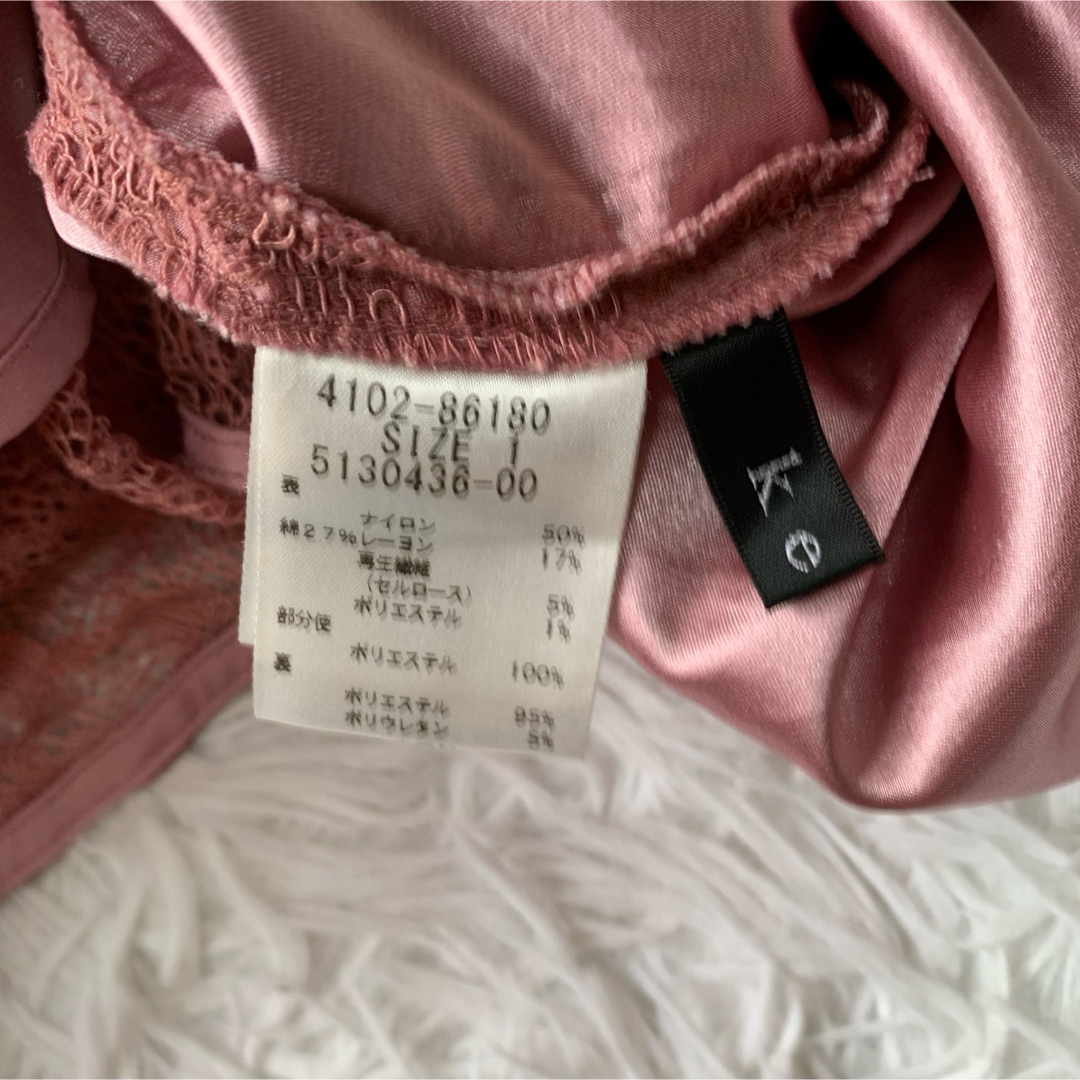 4102-86180
SIZE 1
5130436-00
表
ナイロン 50%
綿27%レーヨン 17%
再生繊維
(セルロース) 5%
ポリエステル 1%
部分使
ポリエステル 100%
裏
ポリエステル 95%
ポリウレタン 5%
K
e